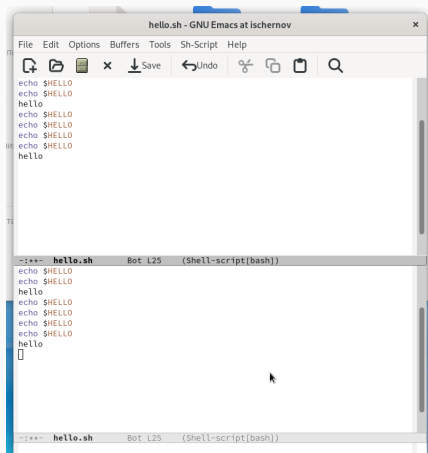 hello.sh - GNU Emacs at ischernov
File Edit Options Buffers Tools Sh-Script Help
Save Undo
echo $HELLO
echo $HELLO
hello
echo $HELLO
echo $HELLO
echo $HELLO
echo $HELLO
hello
-:**- hello.sh Bot L25 (Shell-script[bash])
echo $HELLO
echo $HELLO
hello
echo $HELLO
echo $HELLO
echo $HELLO
echo $HELLO
hello
-:**- hello.sh Bot L25 (Shell-script[bash])